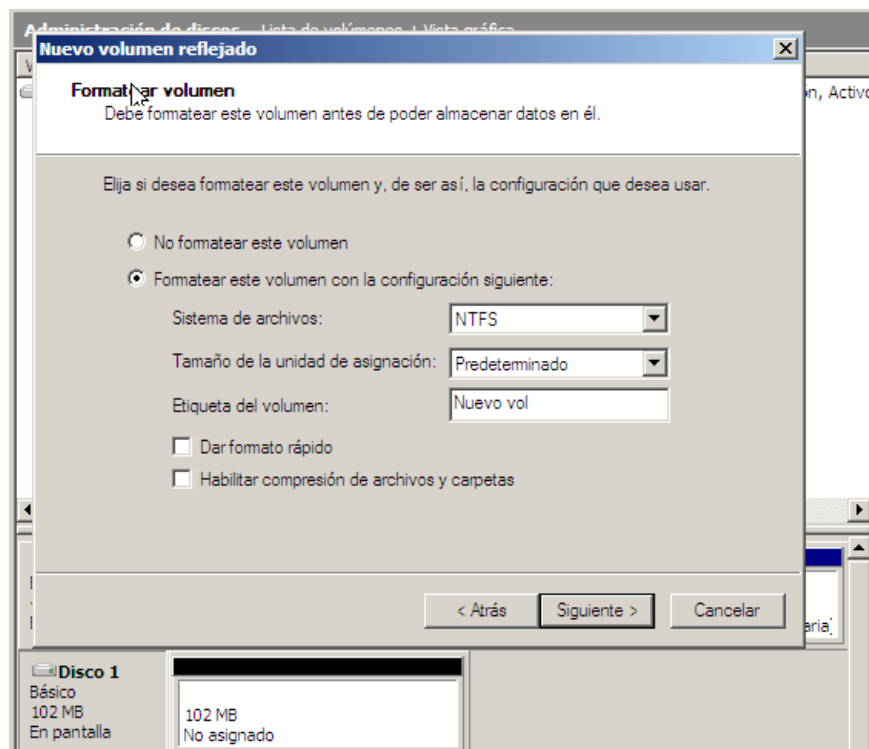 Administración de discos Lista de volúmenes + Vista gráfica
Nuevo volumen reflejado
Formatear volumen
Debe formatear este volumen antes de poder almacenar datos en él.
Elija si desea formatear este volumen y, de ser así, la configuración que desea usar.
No formatear este volumen
Formatear este volumen con la configuración siguiente:
Sistema de archivos: NTFS
Tamaño de la unidad de asignación: Predeterminado
Etiqueta del volumen: Nuevo vol
Dar formato rápido
Habilitar compresión de archivos y carpetas
< Atrás Siguiente > Cancelar
Disco 1
Básico
102 MB
En pantalla
102 MB
No asignado